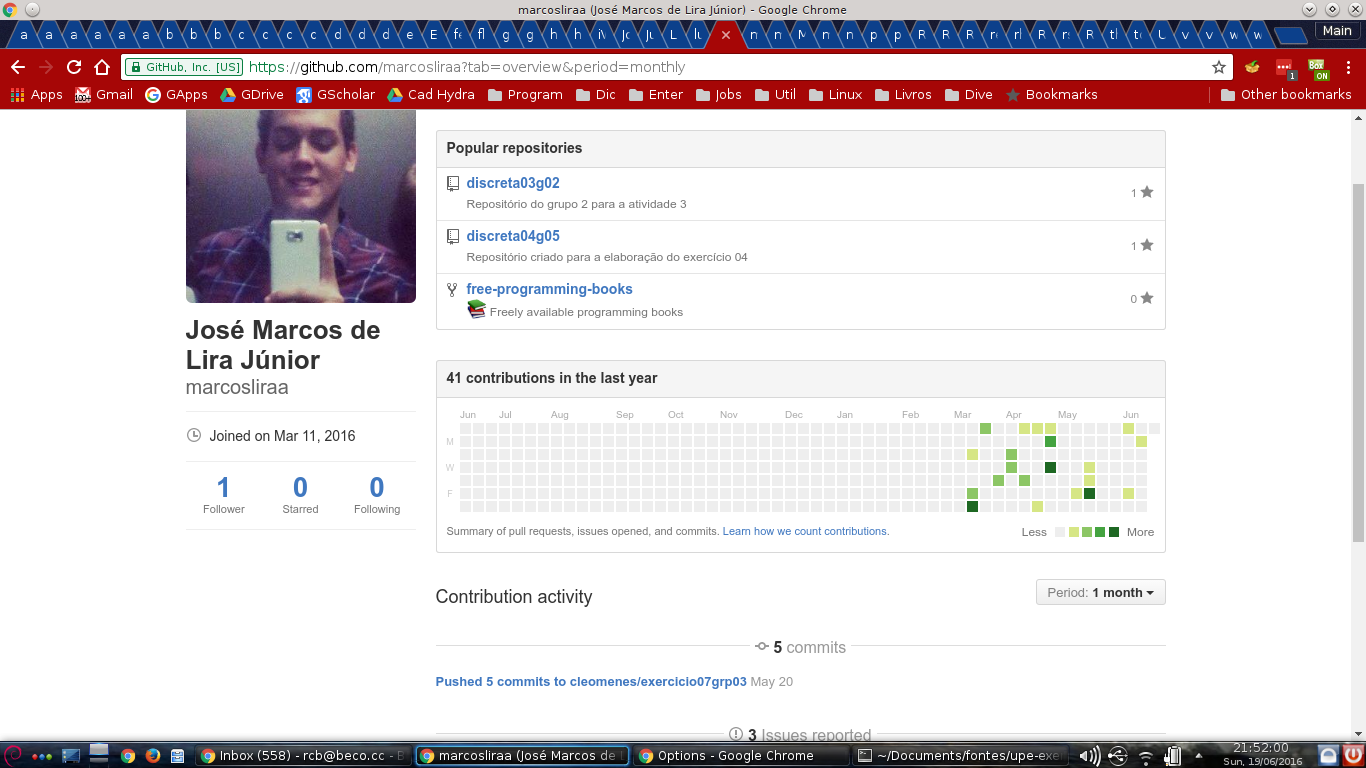 marcosliraa (José Marcos de Lira Júnior) - Google Chrome
a a a a a a b b b c c c d d d e E f fl g g h h J L n n M n n p p R R R e rl R s R tl t U v v w w Main
GitHub, Inc. [US] https://github.com/marcosliraa?tab=overview&period=monthly
1 ON
Apps Gmail GApps GDrive GScholar Cad Hydra Program Dic Enter Jobs Util Linux Livros Dive Bookmarks Other bookmarks
Popular repositories
discreta03g02
Repositório do grupo 2 para a atividade 3
1
discreta04g05
Repositório criado para a elaboração do exercício 04
1
free-programming-books
Freely available programming books
0
José Marcos de
Lira Júnior
marcosliraa
Joined on Mar 11, 2016
1 0 0
Follower Starred Following
41 contributions in the last year
Jun Jul Aug Sep Oct Nov Dec Jan Feb Mar Apr May Jun
M
W
F
Summary of pull requests, issues opened, and commits. Learn how we count contributions.
Less More
Contribution activity
Period: 1 month
5 commits
Pushed 5 commits to cleomenes/exercicio07grp03 May 20
3 Issues reported
Inbox (558) - rcb@beco.cc - B
marcosliraa (José Marcos de
Options - Google Chrome
~/Documents/fontes/upe-exe
21:52:00
Sun, 19/06/2016